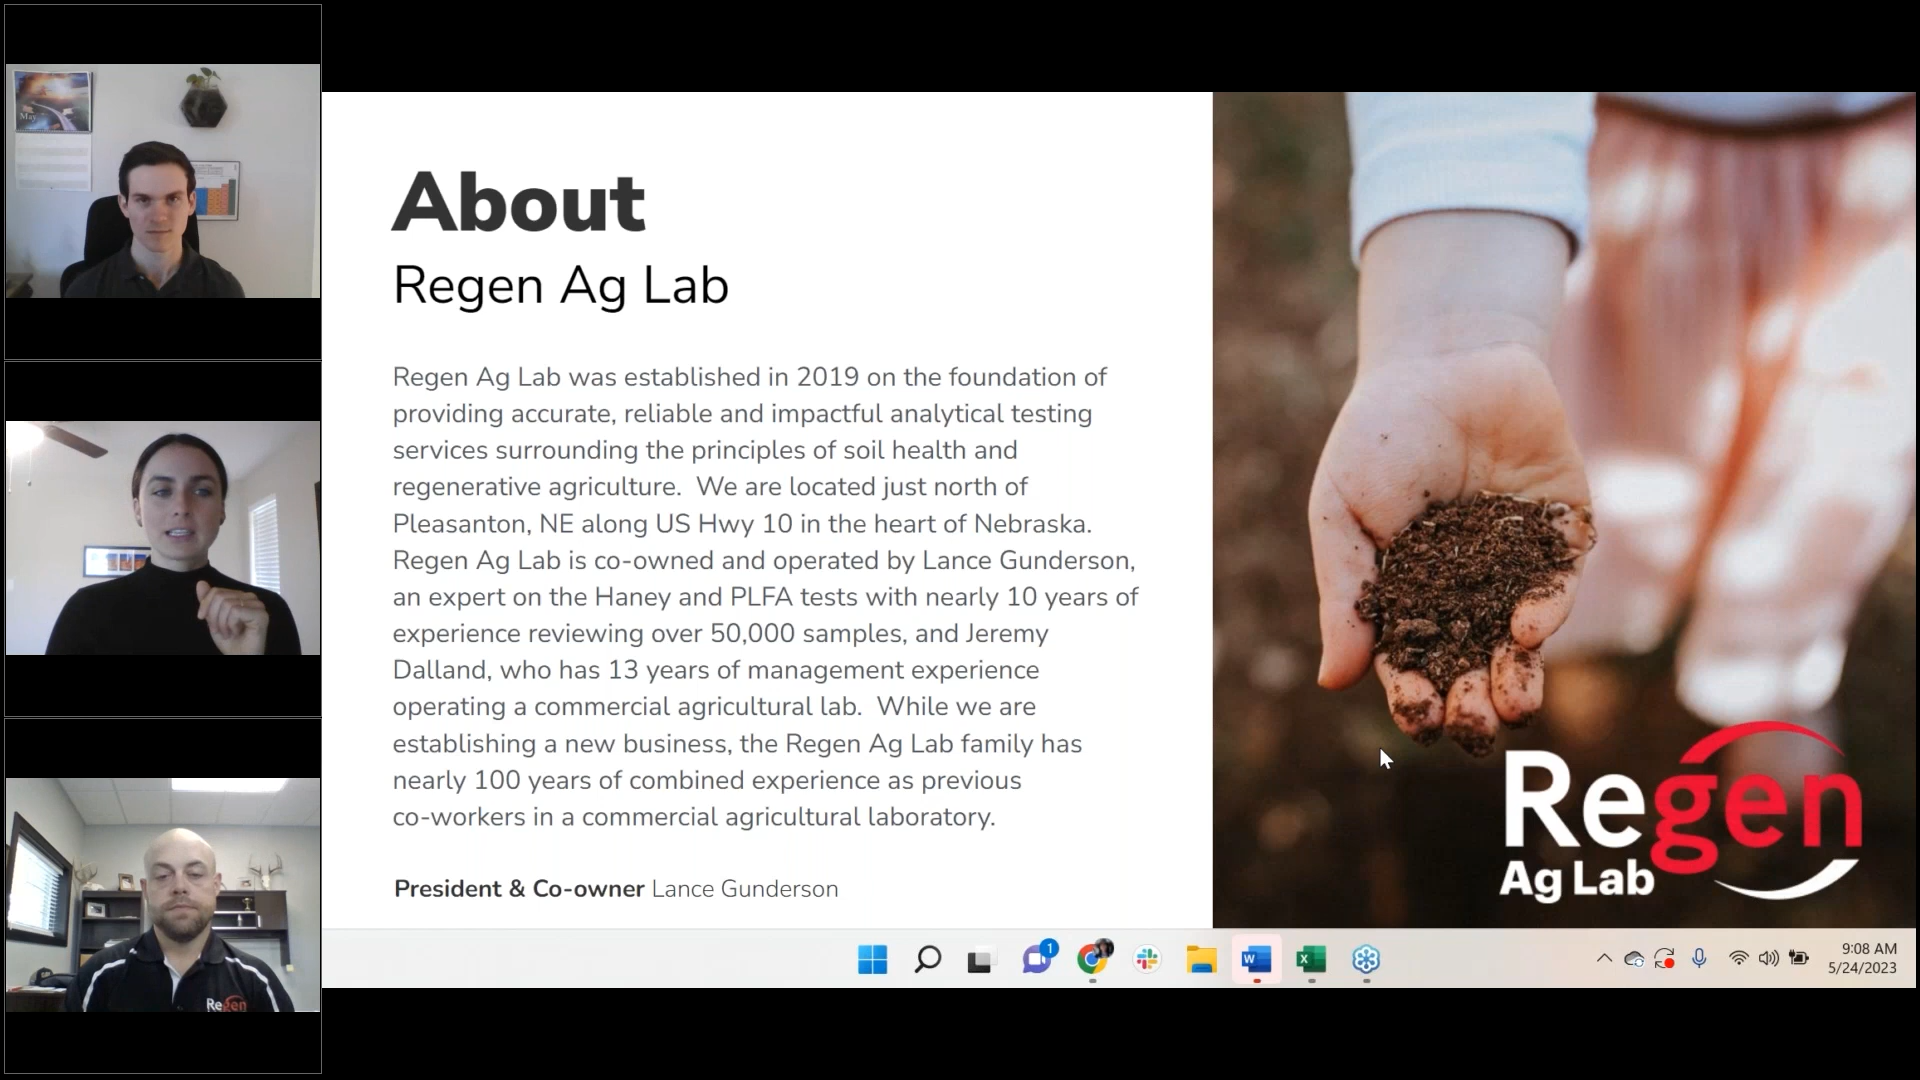 May
About
Regen Ag Lab
Regen Ag Lab was established in 2019 on the foundation of
providing accurate, reliable and impactful analytical testing
services surrounding the principles of soil health and
regenerative agriculture.  We are located just north of
Pleasanton, NE along US Hwy 10 in the heart of Nebraska.
Regen Ag Lab is co-owned and operated by Lance Gunderson,
an expert on the Haney and PLFA tests with nearly 10 years of
experience reviewing over 50,000 samples, and Jeremy
Dalland, who has 13 years of management experience
operating a commercial agricultural lab.  While we are
establishing a new business, the Regen Ag Lab family has
nearly 100 years of combined experience as previous
co-workers in a commercial agricultural laboratory.
President & Co-owner Lance Gunderson
Regen
Ag Lab
Regen
1
W
X
9:08 AM
5/24/2023